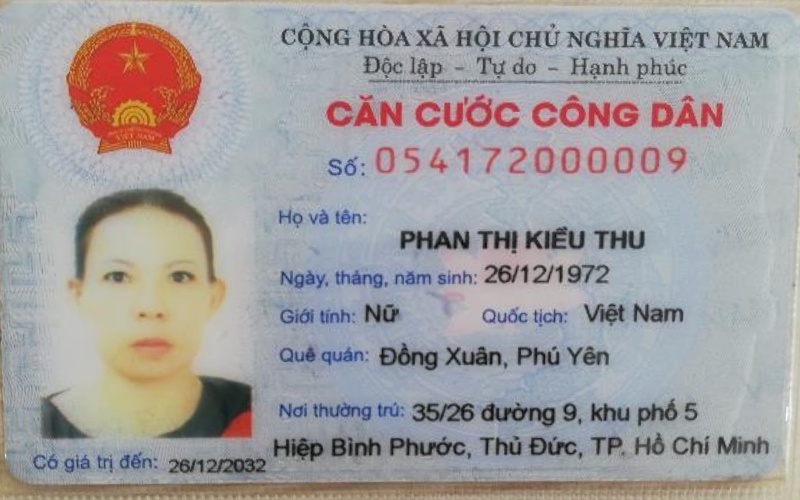 CỘNG HÒA XÃ HỘI CHỦ NGHĨA VIỆT NAM
Độc lập - Tự do - Hạnh phúc
CĂN CƯỚC CÔNG DÂN
Số: 054172000009
Họ và tên:
PHAN THỊ KIỀU THU
Ngày, tháng, năm sinh: 26/12/1972
Giới tính: Nữ Quốc tịch: Việt Nam
Quê quán: Đồng Xuân, Phú Yên
Nơi thường trú: 35/26 đường 9, khu phố 5
Hiệp Bình Phước, Thủ Đức, TP. Hồ Chí Minh
Có giá trị đến: 26/12/2032